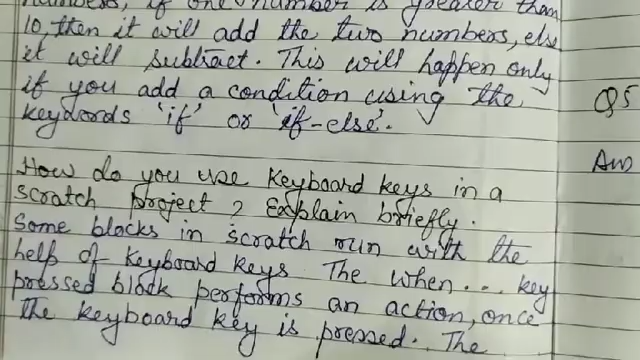 numbers, if one number is greater than
10, then it will add the two numbers, else
it will subtract. This will happen only
if you add a condition using the
keywords 'if' or 'if-else'.
Q5
Ans
How do you use keyboard keys in a
scratch project? Explain briefly.
Some blocks in scratch run with the
help of keyboard keys. The when... key
pressed block performs an action, once
the keyboard key is pressed. The